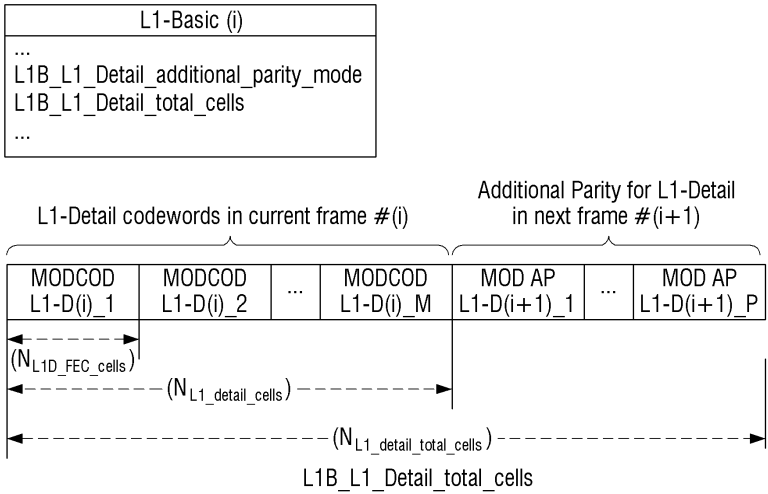 L1-Basic (i)
...
L1B_L1_Detail_additional_parity_mode
L1B_L1_Detail_total_cells
...
Additional Parity for L1-Detail
in next frame #(i+1)
L1-Detail codewords in current frame #(i)
MODCOD
L1-D(i)_1
MODCOD
L1-D(i)_2
...
MODCOD
L1-D(i)_M
MOD AP
L1-D(i+1)_1
...
MOD AP
L1-D(i+1)_P
(NL1D_FEC_cells)
(NL1_detail_cells)
(NL1_detail_total_cells)
L1B_L1_Detail_total_cells